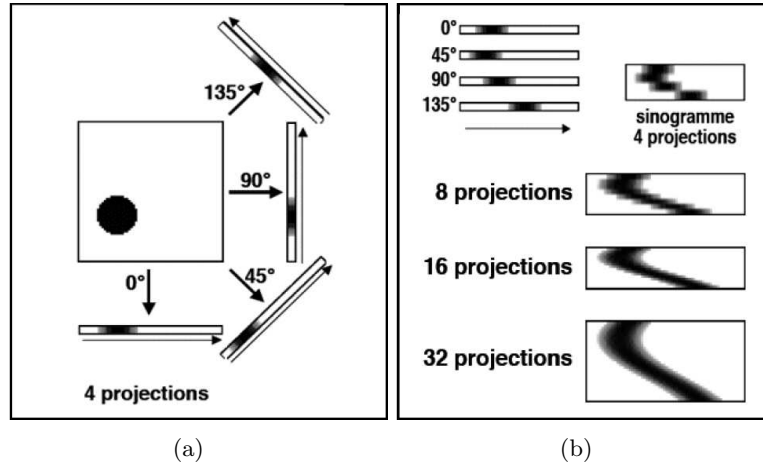 135°
90°
0°
45°
4 projections
(a)
0°
45°
90°
135°
sinogramme
4 projections
8 projections
16 projections
32 projections
(b)